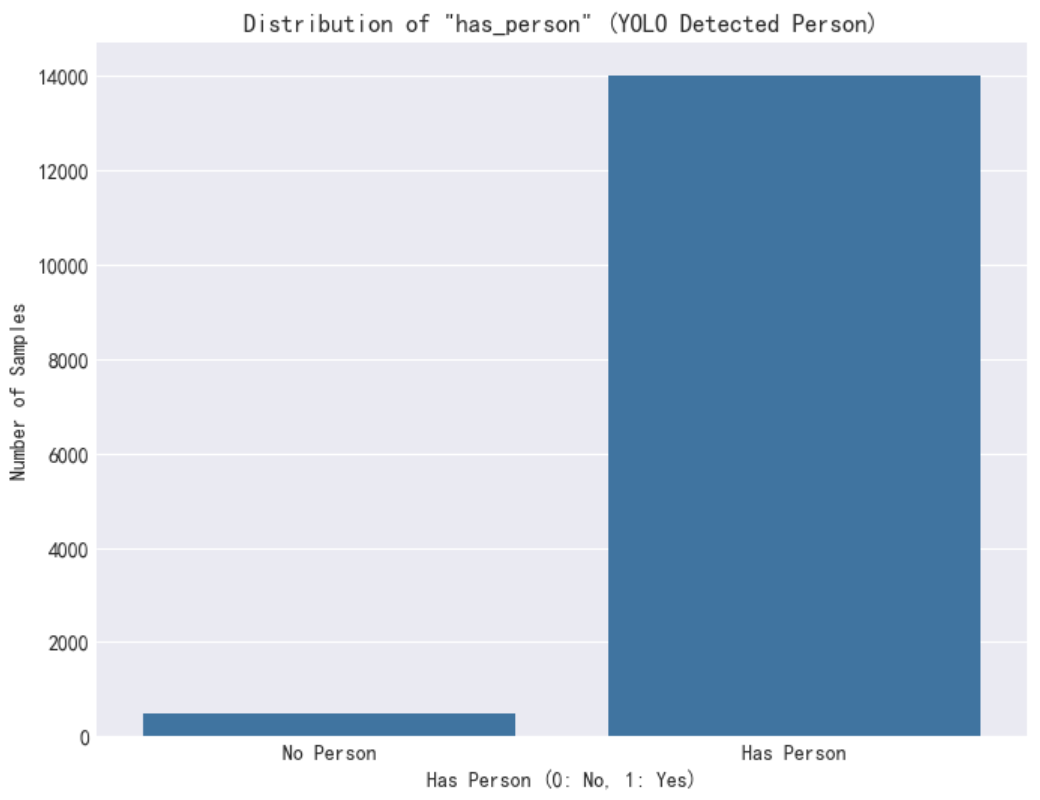 Distribution of "has_person" (YOLO Detected Person)
14000
12000
10000
8000
6000
4000
2000
0
Number of Samples
No Person
Has Person
Has Person (0: No, 1: Yes)